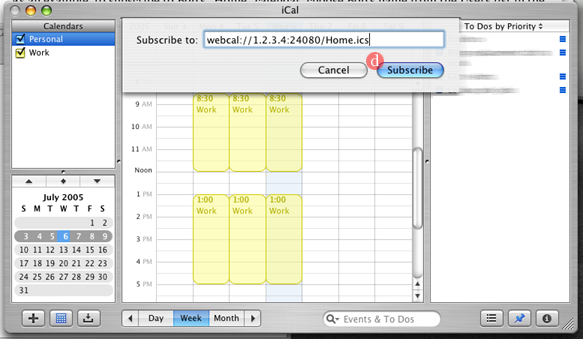 iCal
Calendars
Personal
Work
Subscribe to: webcal://1.2.3.4:24080/Home.ics
d
Cancel
Subscribe
To Dos by Priority
9 AM
10 AM
11 AM
Noon
1 PM
2 PM
3 PM
4 PM
5 PM
8:30 8:30 8:30
Work Work Work
1:00 1:00 1:00
Work Work Work
July 2005
S M T W T F S
1 2
3 4 5 6 7 8 9
10 11 12 13 14 15 16
17 18 19 20 21 22 23
24 25 26 27 28 29 30
31
Day Week Month
Events & To Dos